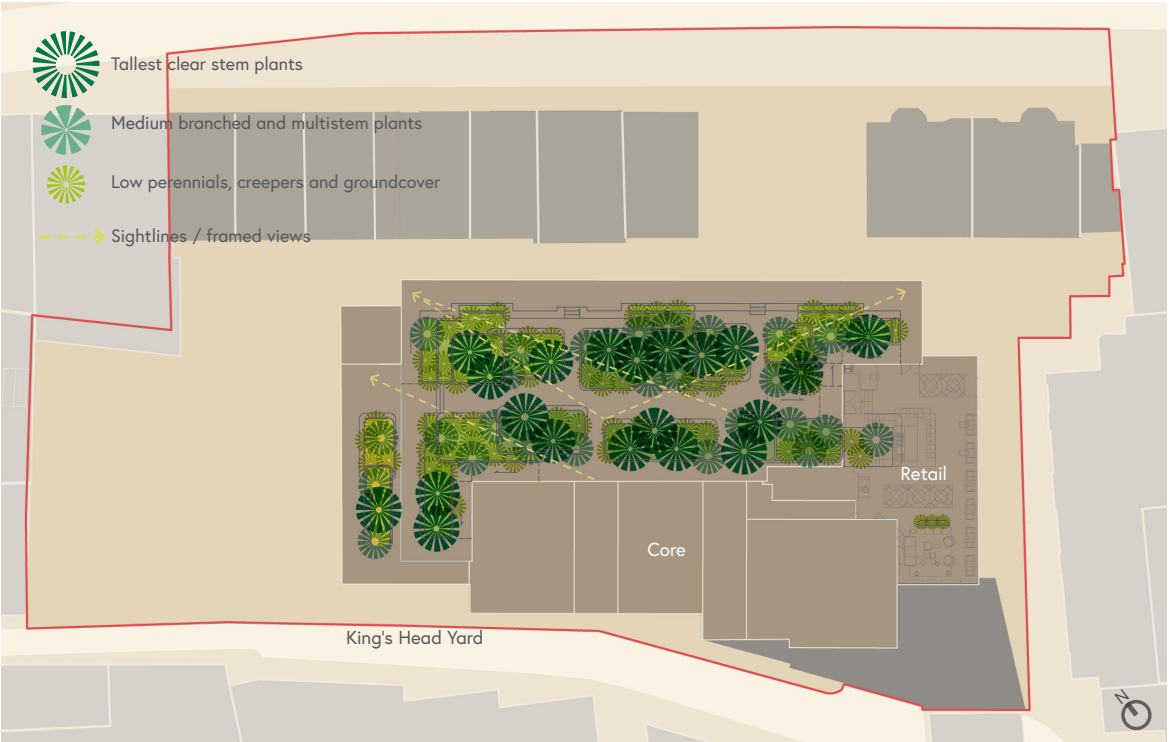 Tallest clear stem plants
Medium branched and multistem plants
Low perennials, creepers and groundcover
Sightlines / framed views
Retail
Core
King's Head Yard
N